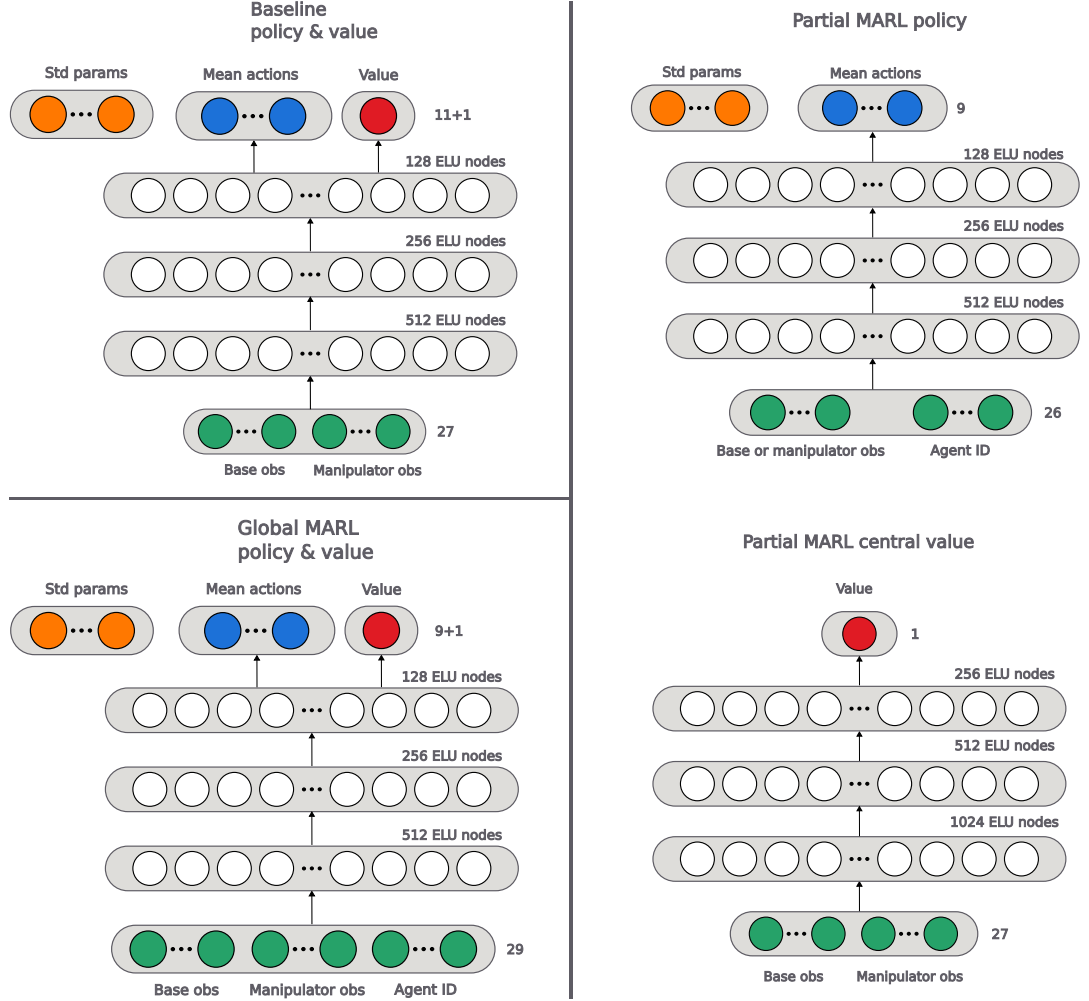 Baseline
policy & value
Std params
Mean actions
Value
11+1
128 ELU nodes
256 ELU nodes
512 ELU nodes
27
Base obs
Manipulator obs
Partial MARL policy
Std params
Mean actions
9
128 ELU nodes
256 ELU nodes
512 ELU nodes
26
Base or manipulator obs
Agent ID
Global MARL
policy & value
Std params
Mean actions
Value
9+1
128 ELU nodes
256 ELU nodes
512 ELU nodes
29
Base obs
Manipulator obs
Agent ID
Partial MARL central value
Value
1
256 ELU nodes
512 ELU nodes
1024 ELU nodes
27
Base obs
Manipulator obs